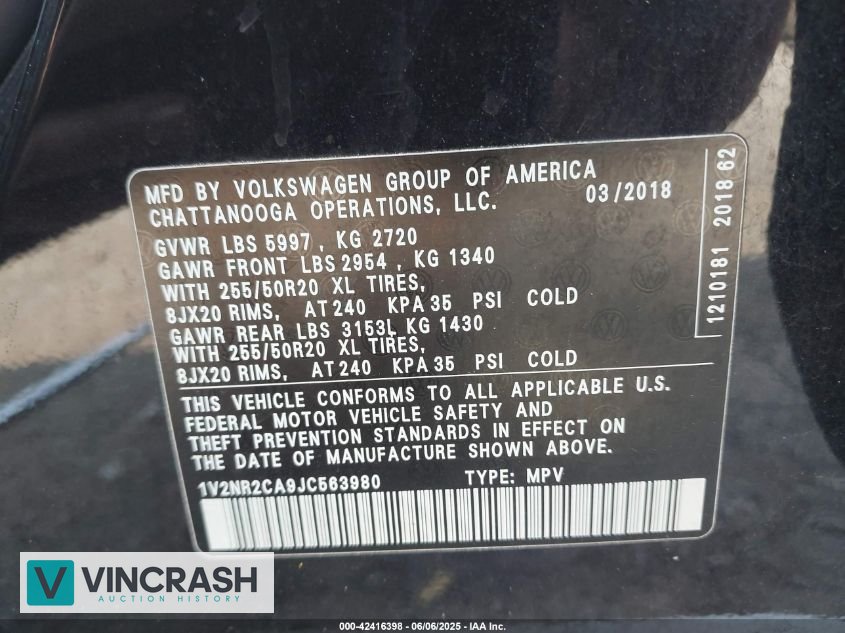 MFD BY VOLKSWAGEN GROUP OF AMERICA
CHATTANOOGA OPERATIONS, LLC. 03/2018
GVWR LBS 5997 , KG 2720
GAWR FRONT LBS 2954 , KG 1340
WITH 255/50R20 XL TIRES,
8JX20 RIMS, AT 240 KPA 35 PSI COLD
GAWR REAR LBS 3153L KG 1430
WITH 255/50R20 XL TIRES,
8JX20 RIMS, AT 240 KPA 35 PSI COLD
THIS VEHICLE CONFORMS TO ALL APPLICABLE U.S.
FEDERAL MOTOR VEHICLE SAFETY AND
THEFT PREVENTION STANDARDS IN EFFECT ON
THE DATE OF MANUFACTURE SHOWN ABOVE.
1V2NR2CA9JC563980 TYPE: MPV
1210181 2018 62
V VINCRASH
AUCTION HISTORY
000-42416398 - 06/06/2025 - IAA Inc.